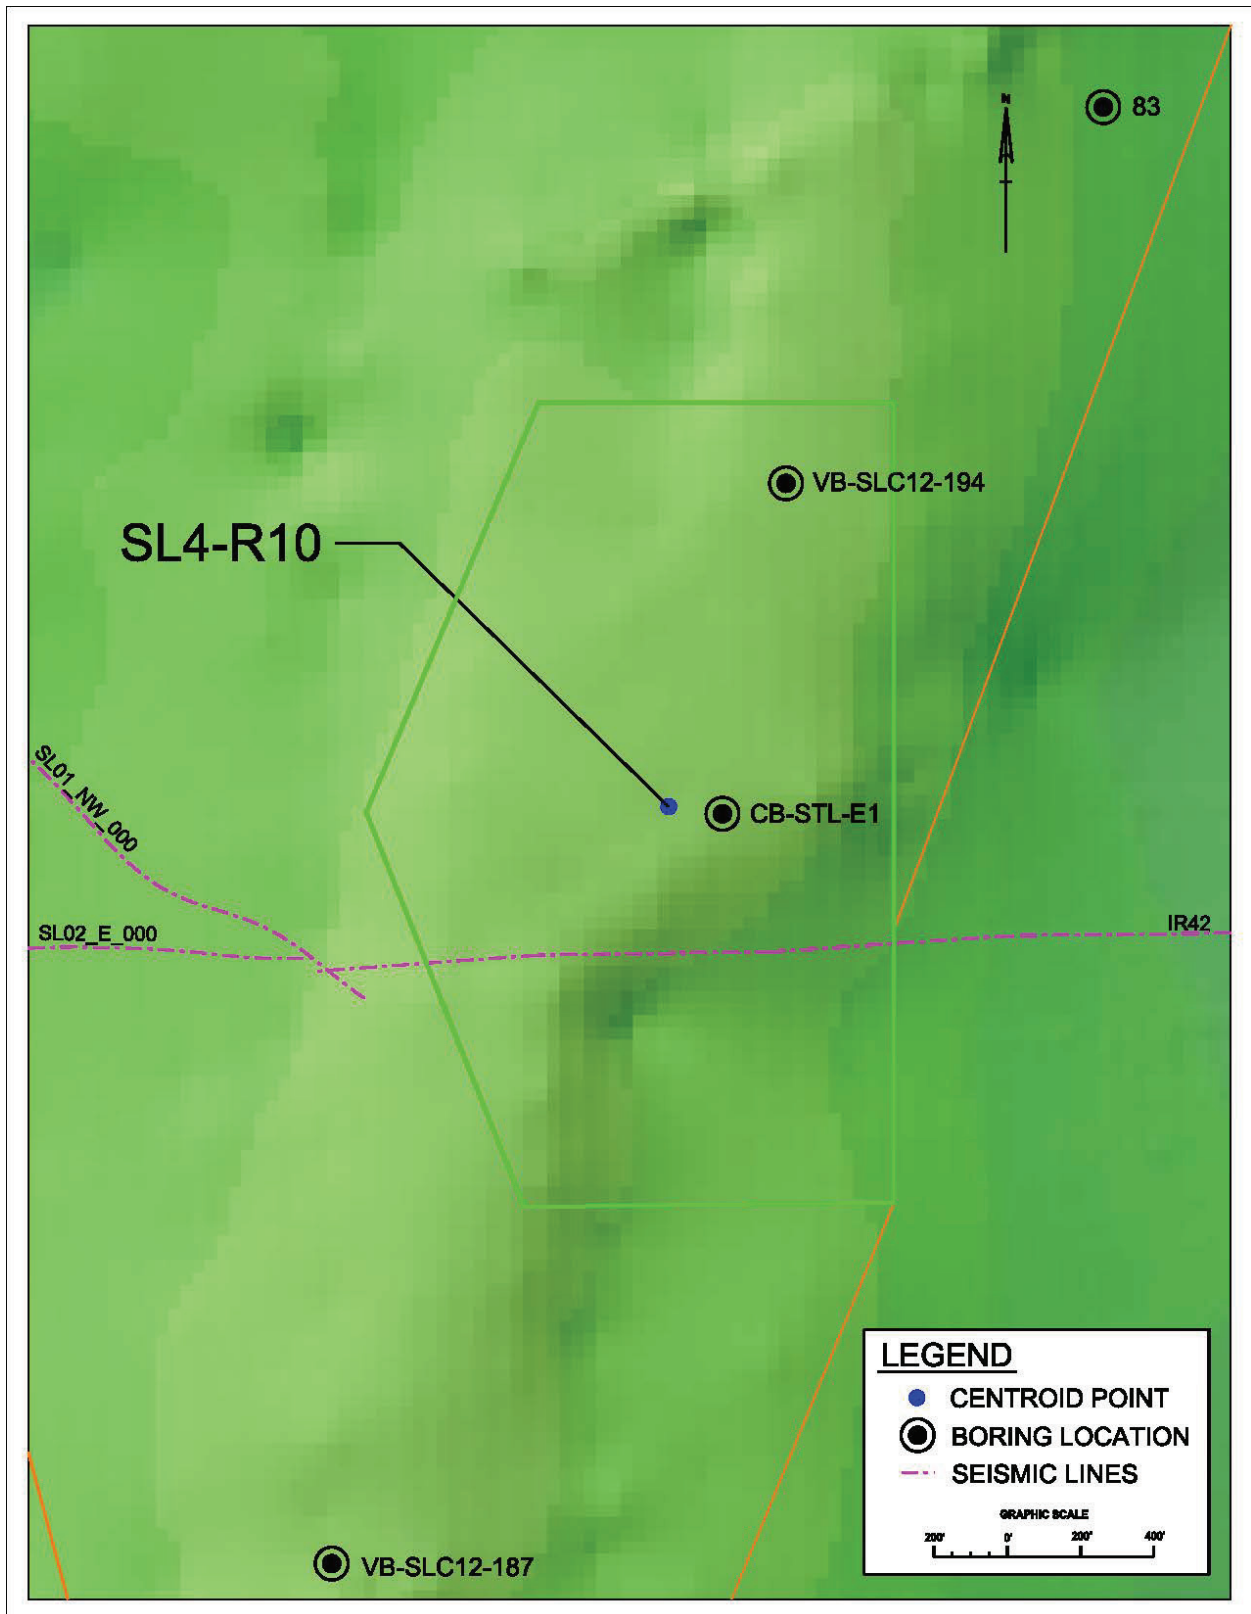 N
83
VB-SLC12-194
SL4-R10
CB-STL-E1
SL01_NW_000
SL02_E_000
IR42
VB-SLC12-187
LEGEND
CENTROID POINT
BORING LOCATION
SEISMIC LINES
GRAPHIC SCALE
200' 0' 200' 400'